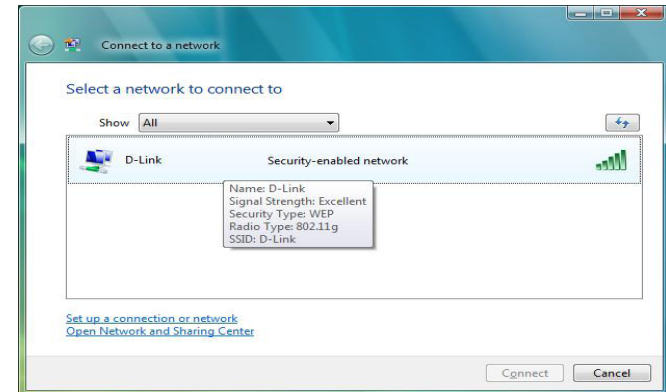 Connect to a network
Select a network to connect to
Show All
D-Link Security-enabled network
Name: D-Link
Signal Strength: Excellent
Security Type: WEP
Radio Type: 802.11g
SSID: D-Link
Set up a connection or network
Open Network and Sharing Center
Connect Cancel